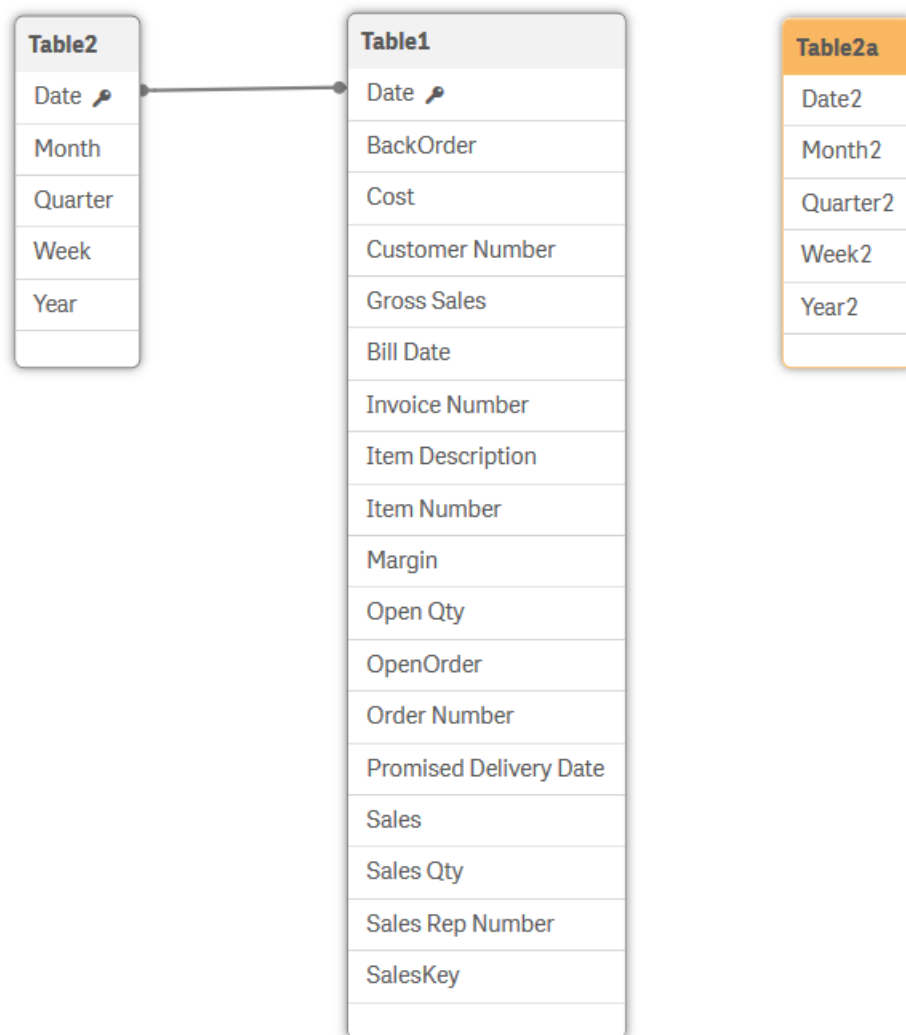 Table2
Date
Month
Quarter
Week
Year
Table1
Date
BackOrder
Cost
Customer Number
Gross Sales
Bill Date
Invoice Number
Item Description
Item Number
Margin
Open Qty
OpenOrder
Order Number
Promised Delivery Date
Sales
Sales Qty
Sales Rep Number
SalesKey
Table2a
Date2
Month2
Quarter2
Week2
Year2